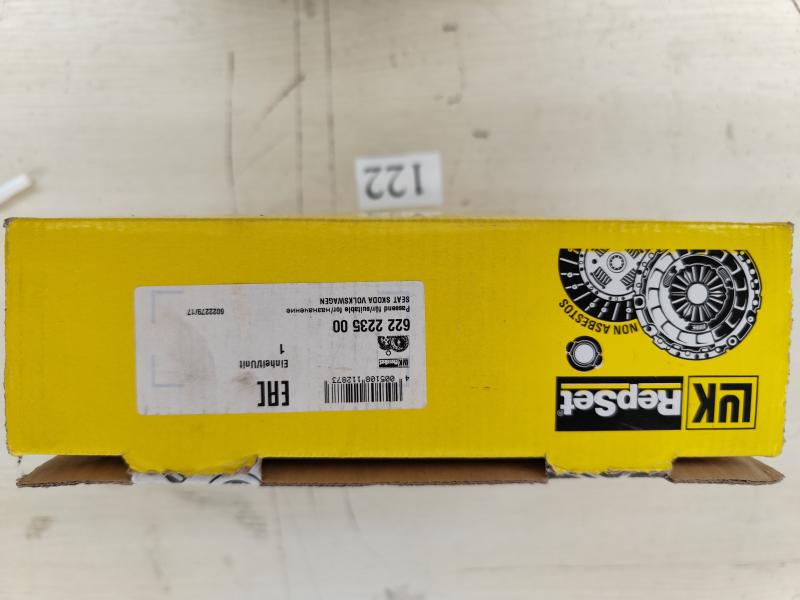 122
LUK
RepSet®
NON ASBESTOS
EAC
4 005108 112873
Einheit/Unit
1
622 2235 00
Passend für/suitable for/назначение
SEAT SKODA VOLKSWAGEN
6022279/17